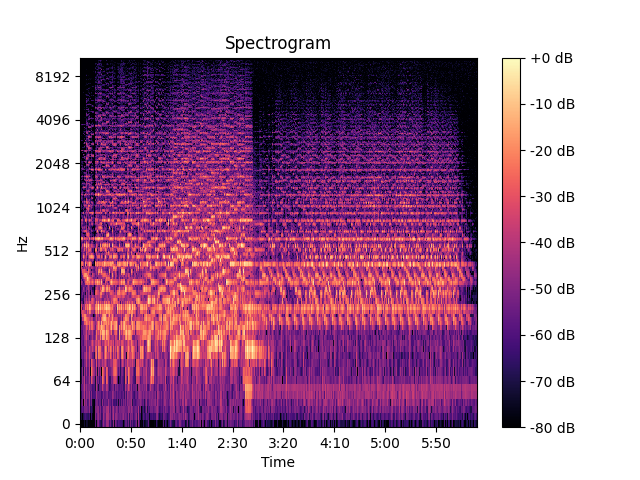 Spectrogram
8192
4096
2048
1024
512
256
128
64
0
Hz
0:00 0:50 1:40 2:30 3:20 4:10 5:00 5:50
Time
+0 dB
-10 dB
-20 dB
-30 dB
-40 dB
-50 dB
-60 dB
-70 dB
-80 dB